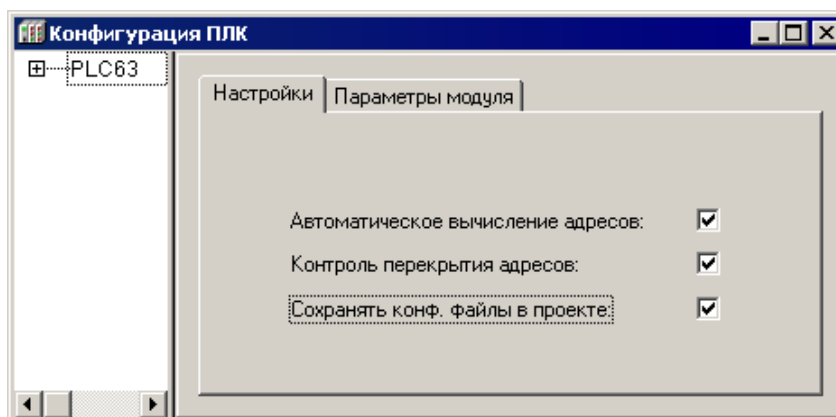 Конфигурация ПЛК
PLC63
Настройки
Параметры модуля
Автоматическое вычисление адресов:
Контроль перекрытия адресов:
Сохранять конф. файлы в проекте: